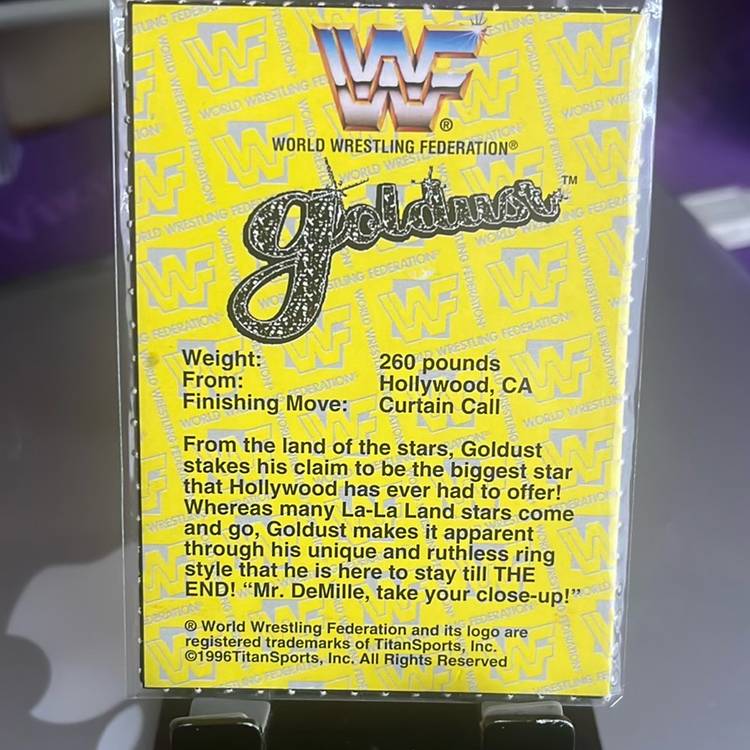 WF
WORLD WRESTLING FEDERATION®
goldust™
Weight: 260 pounds
From: Hollywood, CA
Finishing Move: Curtain Call
From the land of the stars, Goldust
stakes his claim to be the biggest star
that Hollywood has ever had to offer!
Whereas many La-La Land stars come
and go, Goldust makes it apparent
through his unique and ruthless ring
style that he is here to stay till THE
END! “Mr. DeMille, take your close-up!”
® World Wrestling Federation and its logo are
registered trademarks of TitanSports, Inc.
©1996TitanSports, Inc. All Rights Reserved